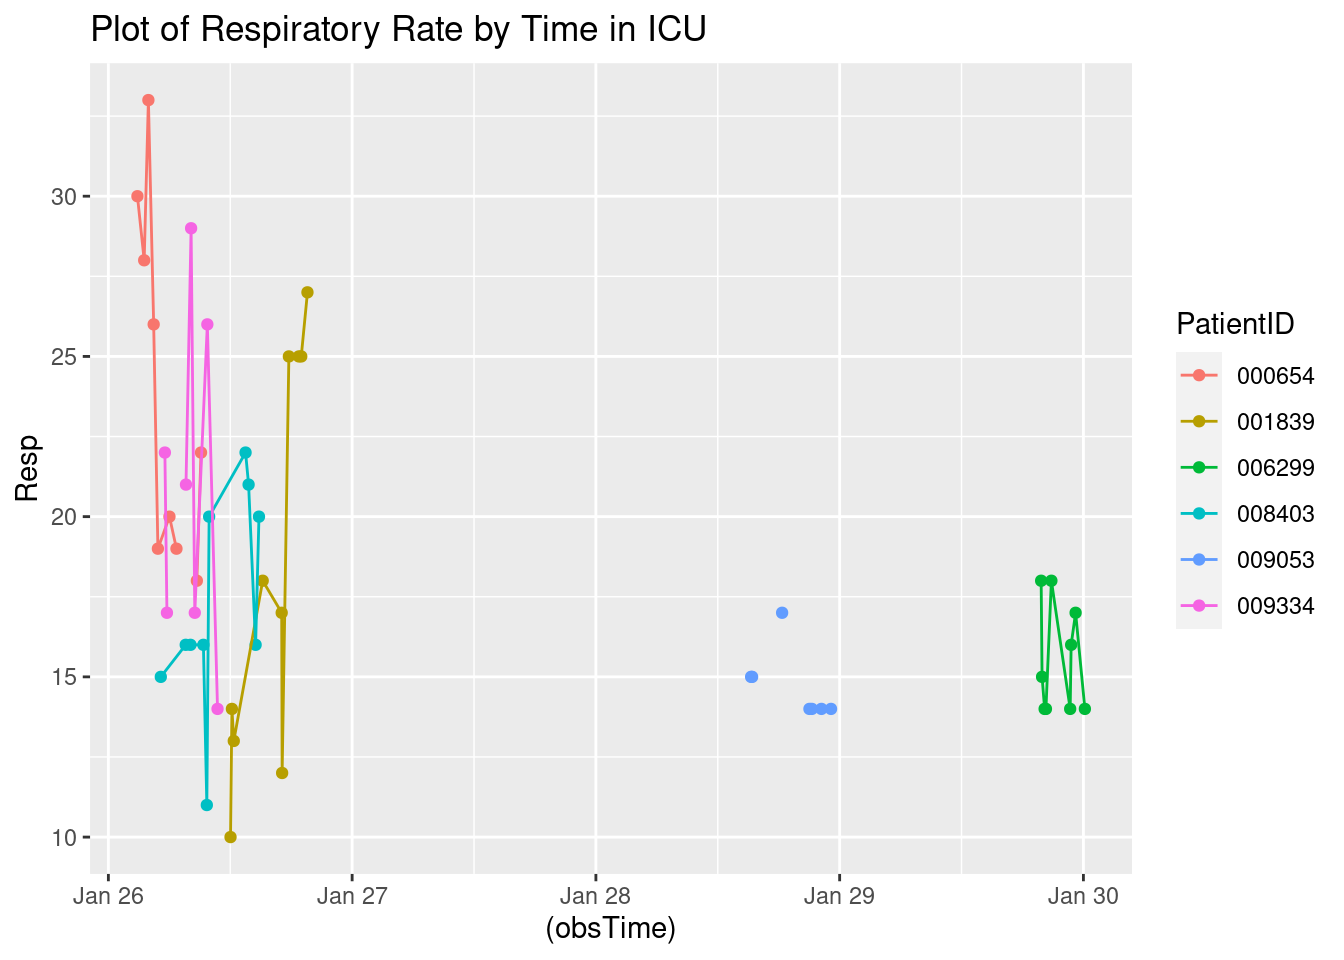 Plot of Respiratory Rate by Time in ICU
Resp
30
25
20
15
10
Jan 26
Jan 27
Jan 28
Jan 29
Jan 30
(obsTime)
PatientID
000654
001839
006299
008403
009053
009334